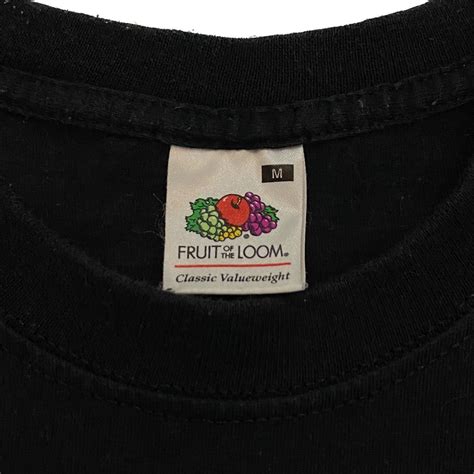 M
FRUIT OF THE LOOM®
Classic Valueweight